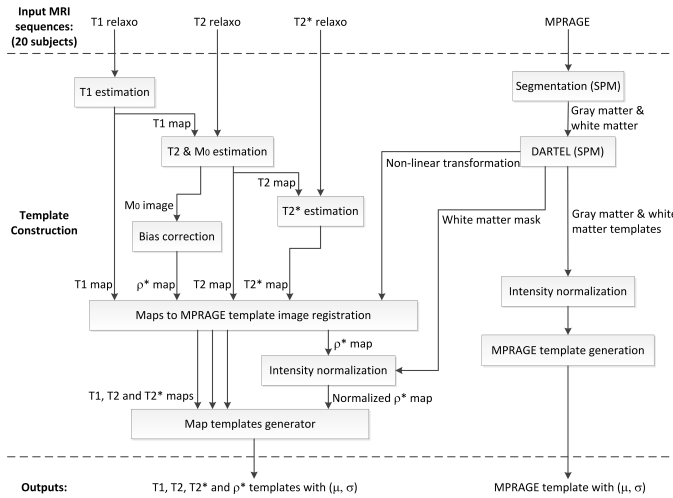 Input MRI
sequences:
(20 subjects)
T1 relaxo
T2 relaxo
T2* relaxo
MPRAGE
T1 estimation
Segmentation (SPM)
Gray matter &
white matter
T1 map
T2 & M0 estimation
DARTEL (SPM)
Non-linear transformation
T2 map
M0 image
T2* estimation
White matter mask
Gray matter & white
matter templates
Template
Construction
Bias correction
T1 map
ρ* map
T2 map
T2* map
Intensity normalization
Maps to MPRAGE template image registration
ρ* map
MPRAGE template generation
Intensity normalization
T1, T2 and T2* maps
Normalized ρ* map
Map templates generator
Outputs:
T1, T2, T2* and ρ* templates with (μ, σ)
MPRAGE template with (μ, σ)